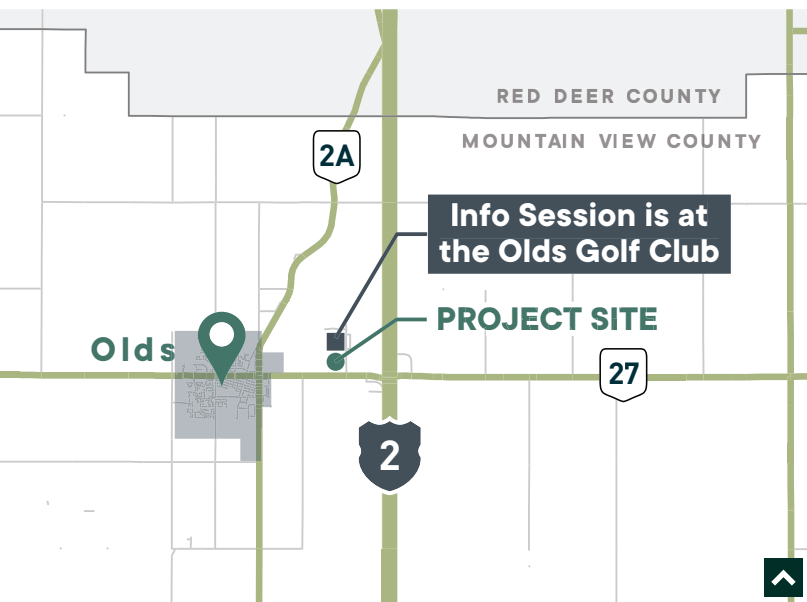 RED DEER COUNTY
MOUNTAIN VIEW COUNTY
2A
Info Session is at
the Olds Golf Club
PROJECT SITE
Olds
27
2